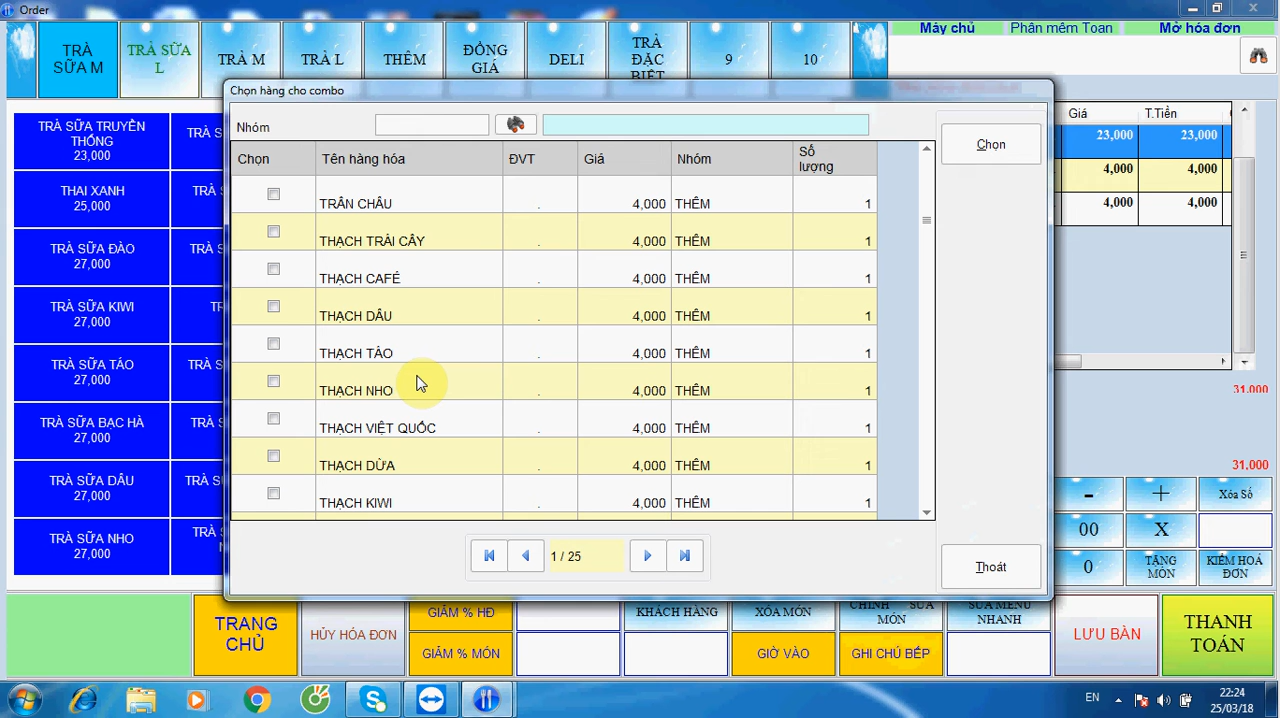 Order
TRÀ
SỮA M
TRÀ SỮA
L
TRÀ M
TRÀ L
THÊM
ĐỒNG
GIÁ
DELI
TRÀ
ĐẶC
BIỆT
9
10
Máy chủ
Phân mêm Toan
Mở hóa đơn
Chọn hàng cho combo
Nhóm
Chọn
Chọn
Tên hàng hóa
ĐVT
Giá
Nhóm
Số
lượng
TRÂN CHÂU . 4,000 THÊM 1
THẠCH TRÁI CÂY . 4,000 THÊM 1
THẠCH CAFÉ . 4,000 THÊM 1
THẠCH DÂU . 4,000 THÊM 1
THẠCH TÁO . 4,000 THÊM 1
THẠCH NHO . 4,000 THÊM 1
THẠCH VIỆT QUỐC . 4,000 THÊM 1
THẠCH DỪA . 4,000 THÊM 1
THẠCH KIWI . 4,000 THÊM 1
1 / 25
Thoát
TRÀ SỮA TRUYỀN
THỐNG
23,000
THAI XANH
25,000
TRÀ SỮA ĐÀO
27,000
TRÀ SỮA KIWI
27,000
TRÀ SỮA TÁO
27,000
TRÀ SỮA BẠC HÀ
27,000
TRÀ SỮA DÂU
27,000
TRÀ SỮA NHO
27,000
Giá T.Tiền
23,000 23,000
4,000 4,000
4,000 4,000
31.000
31.000
- + Xóa Số
00 X
0 TẶNG
MÓN
KIỂM HOÁ
ĐƠN
TRANG
CHỦ
HỦY HÓA ĐƠN
GIẢM % HĐ
GIẢM % MÓN
KHÁCH HÀNG
XÓA MÓN
GIỜ VÀO
CHỈNH SỬA
MÓN
GHI CHÚ BẾP
SỬA MENU
NHANH
LƯU BÀN
THANH
TOÁN
EN
22:24
25/03/18